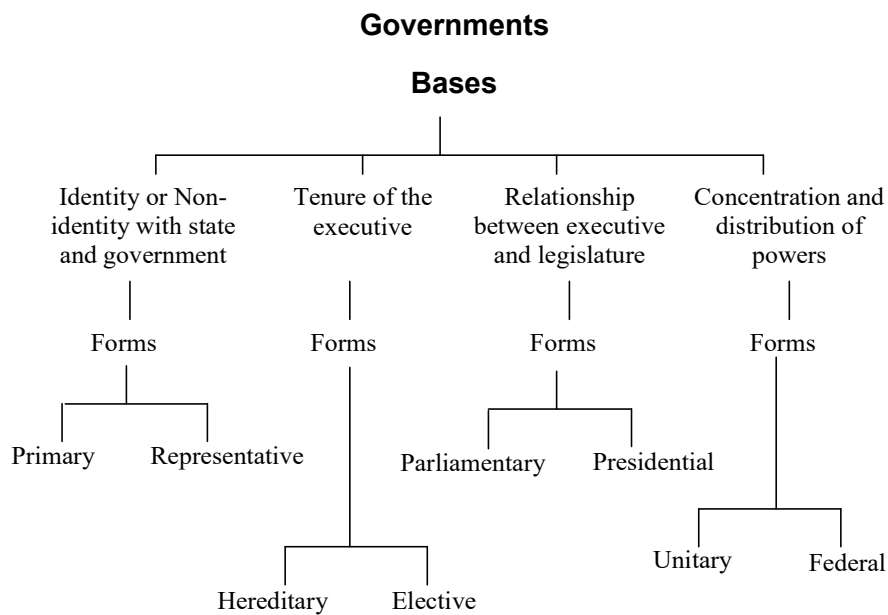 Governments
Bases
Identity or Non-
identity with state
and government
Tenure of the
executive
Relationship
between executive
and legislature
Concentration and
distribution of
powers
Forms
Forms
Forms
Forms
Primary
Representative
Parliamentary
Presidential
Unitary
Federal
Hereditary
Elective